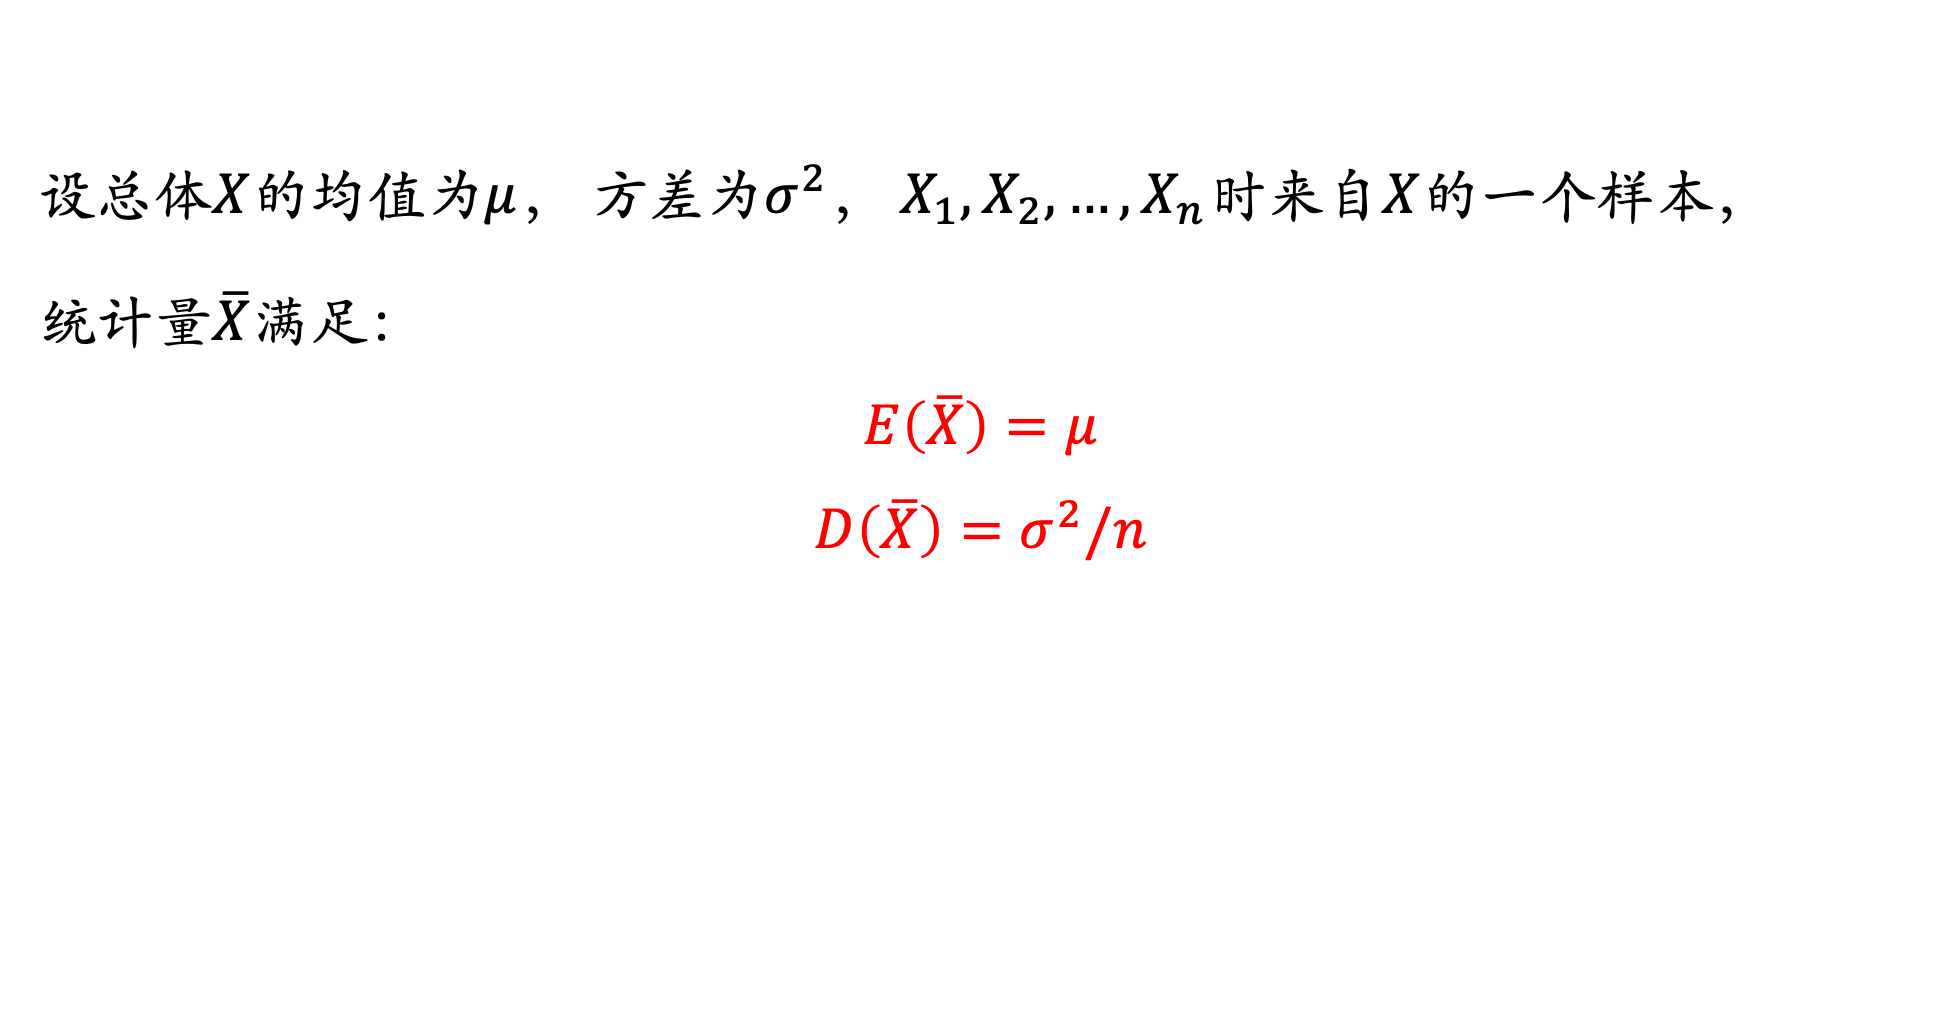 设总体X的均值为μ， 方差为σ²， X₁, X₂, … , Xₙ时来自X的一个样本，
统计量X̄满足：
E(X̄) = μ
D(X̄) = σ²/n